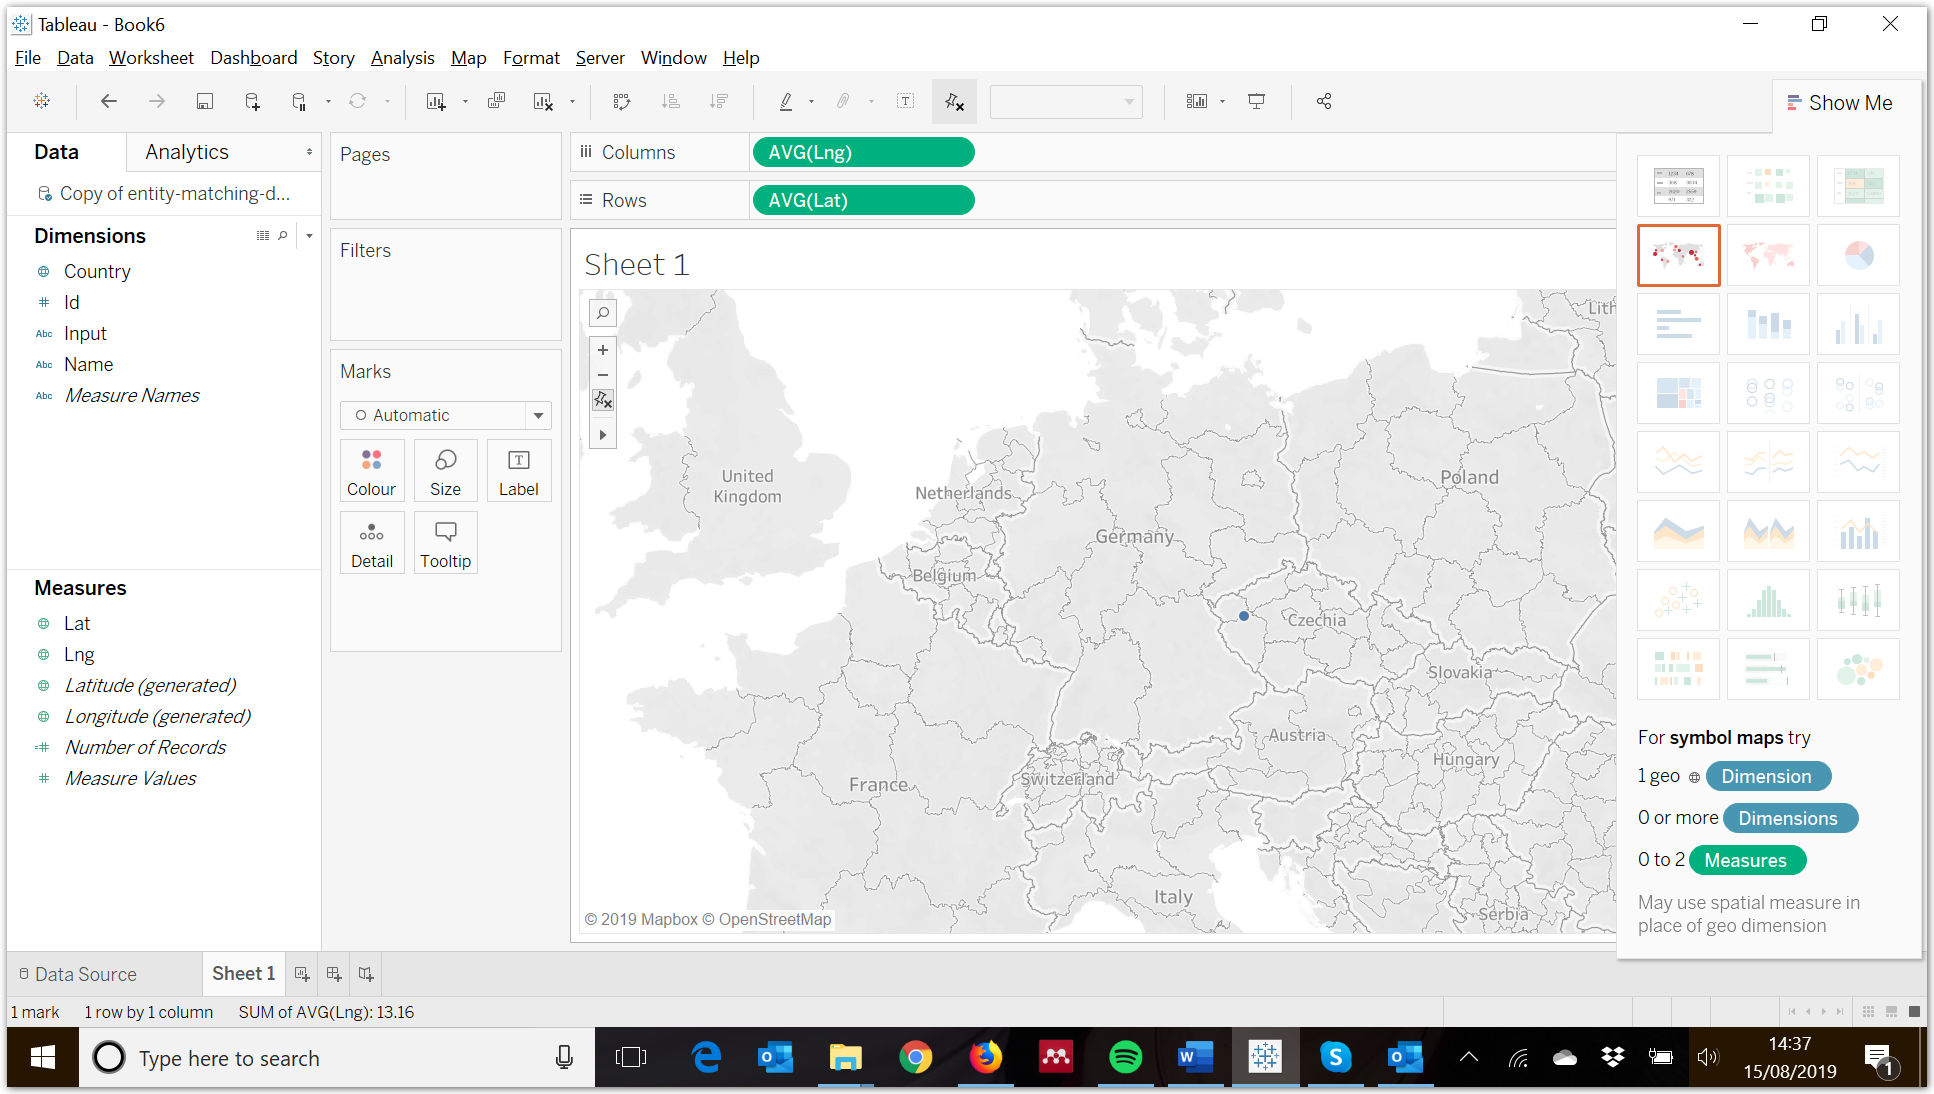 Tableau - Book6
File Data Worksheet Dashboard Story Analysis Map Format Server Window Help
Show Me
Data
Analytics
Copy of entity-matching-d...
Dimensions
Country
Id
Abc Input
Abc Name
Abc Measure Names
Measures
Lat
Lng
Latitude (generated)
Longitude (generated)
Number of Records
Measure Values
Pages
Filters
Marks
Automatic
Colour
Size
Label
Detail
Tooltip
Columns
AVG(Lng)
Rows
AVG(Lat)
Sheet 1
Lith
United
Kingdom
Netherlands
Poland
Germany
Belgium
Czechia
Slovakia
Austria
Hungary
Switzerland
France
Italy
Serbia
© 2019 Mapbox © OpenStreetMap
For symbol maps try
1 geo Dimension
0 or more Dimensions
0 to 2 Measures
May use spatial measure in
place of geo dimension
Data Source
Sheet 1
1 mark 1 row by 1 column SUM of AVG(Lng): 13.16
Type here to search
14:37
15/08/2019
1